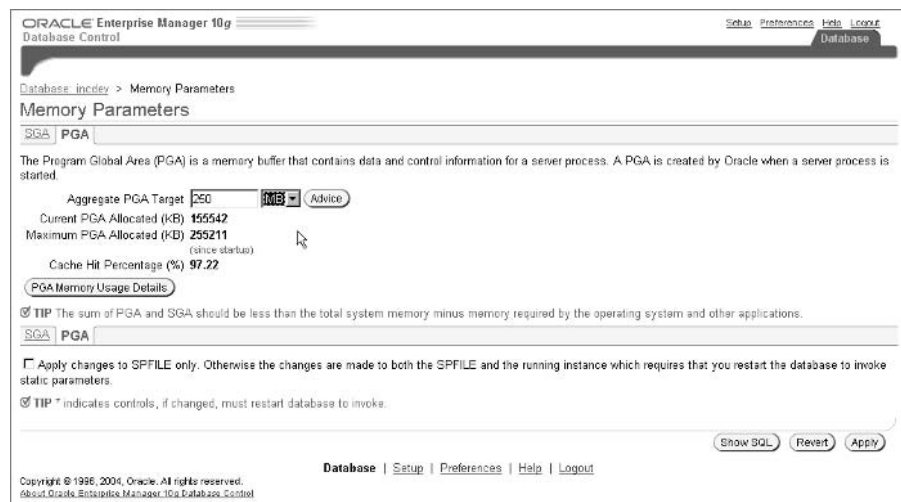 ORACLE Enterprise Manager 10g
Database Control
Setup Preferences Help Logout
Database
Database: incdev > Memory Parameters
Memory Parameters
SGA PGA
The Program Global Area (PGA) is a memory buffer that contains data and control information for a server process. A PGA is created by Oracle when a server process is
started.
Aggregate PGA Target 250 MB Advice
Current PGA Allocated (KB) 155542
Maximum PGA Allocated (KB) 255211
(since startup)
Cache Hit Percentage (%) 97.22
PGA Memory Usage Details
TIP The sum of PGA and SGA should be less than the total system memory minus memory required by the operating system and other applications.
SGA PGA
Apply changes to SPFILE only. Otherwise the changes are made to both the SPFILE and the running instance which requires that you restart the database to invoke
static parameters.
TIP * indicates controls, if changed, must restart database to invoke.
Show SQL Revert Apply
Database | Setup | Preferences | Help | Logout
Copyright © 1996, 2004, Oracle. All rights reserved.
About Oracle Enterprise Manager 10g Database Control